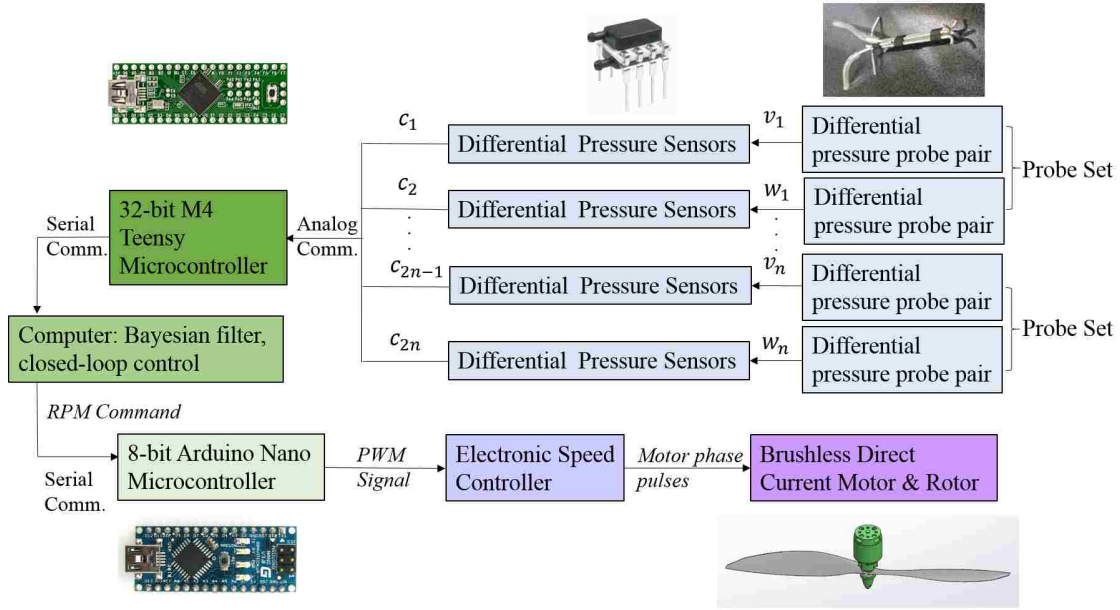 c1
Differential Pressure Sensors
v1
Differential
pressure probe pair
Probe Set
c2
Differential Pressure Sensors
w1
Differential
pressure probe pair
32-bit M4
Teensy
Microcontroller
Serial
Comm.
Analog
Comm.
c2n−1
Differential Pressure Sensors
vn
Differential
pressure probe pair
Probe Set
c2n
Differential Pressure Sensors
wn
Differential
pressure probe pair
Computer: Bayesian filter,
closed-loop control
RPM Command
Serial
Comm.
8-bit Arduino Nano
Microcontroller
PWM
Signal
Electronic Speed
Controller
Motor phase
pulses
Brushless Direct
Current Motor & Rotor